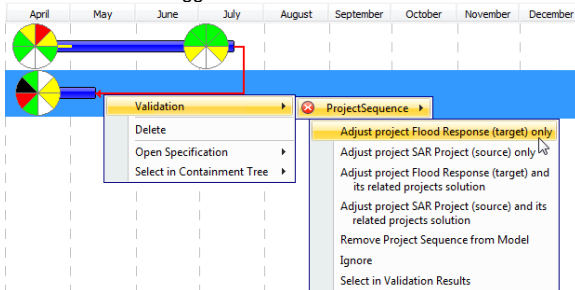 April May June July August September October November December
Validation
Delete
Open Specification
Select in Containment Tree
ProjectSequence
Adjust project Flood Response (target) only
Adjust project SAR Project (source) only
Adjust project Flood Response (target) and
its related projects solution
Adjust project SAR Project (source) and its
related projects solution
Remove Project Sequence from Model
Ignore
Select in Validation Results